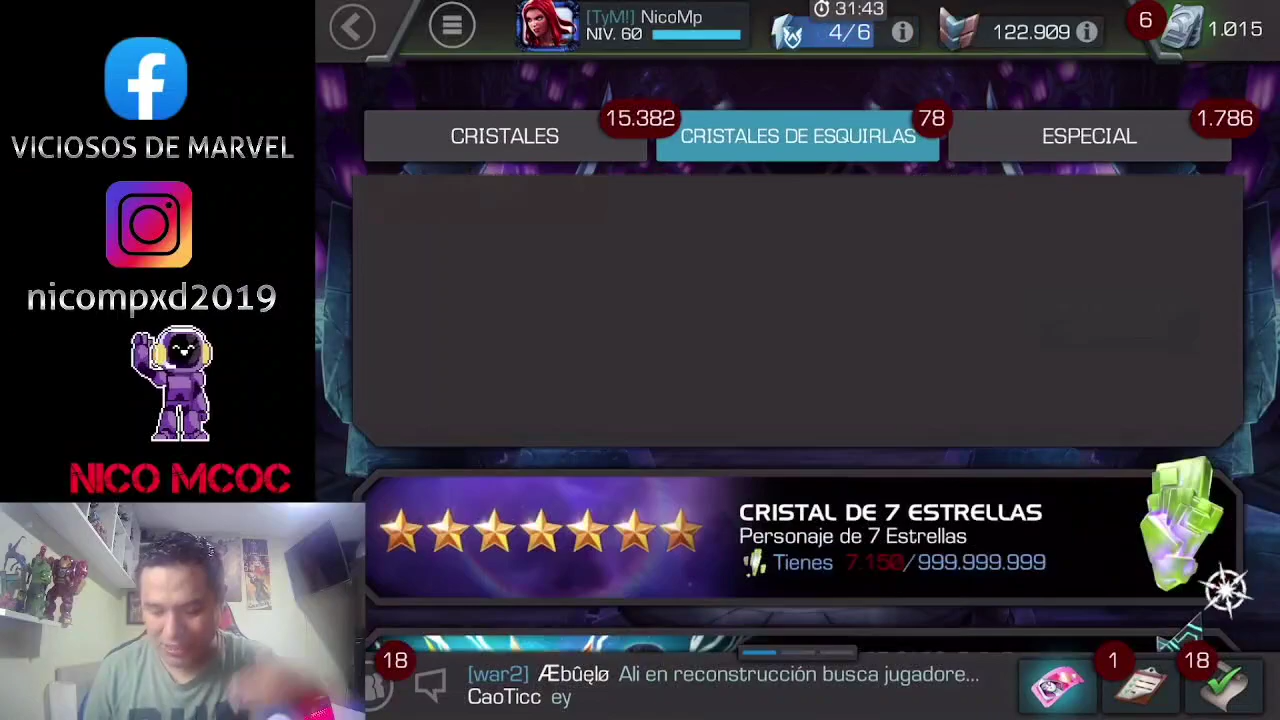 VICIOSOS DE MARVEL
nicompxd2019
NICO MCOC
[TyM!] NicoMp
NIV. 60
31:43
4/6
122.909
6
1.015
CRISTALES
15.382
CRISTALES DE ESQUIRLAS
78
ESPECIAL
1.786
CRISTAL DE 7 ESTRELLAS
Personaje de 7 Estrellas
Tienes 7.150/999.999.999
18
[war2] Æbûęlø Ali en reconstrucción busca jugadore...
CaoTicc ey
1
18